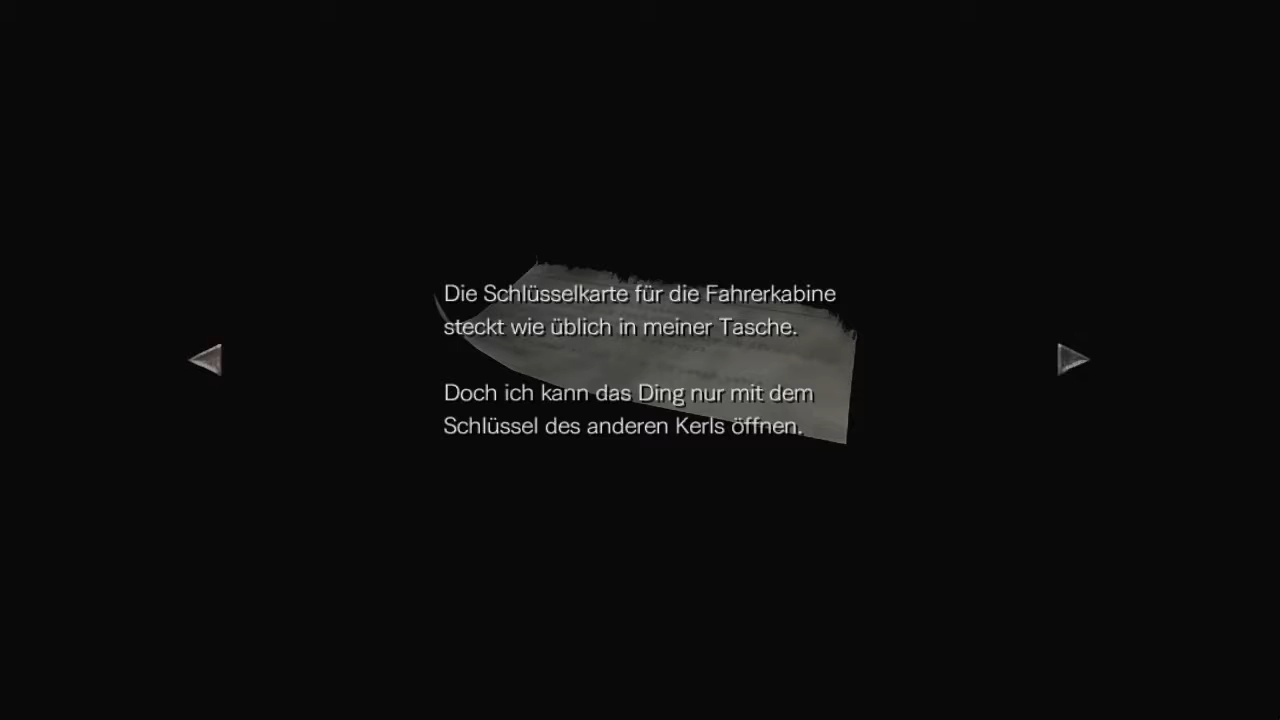 Die Schlüsselkarte für die Fahrerkabine
steckt wie üblich in meiner Tasche.
Doch ich kann das Ding nur mit dem
Schlüssel des anderen Kerls öffnen.